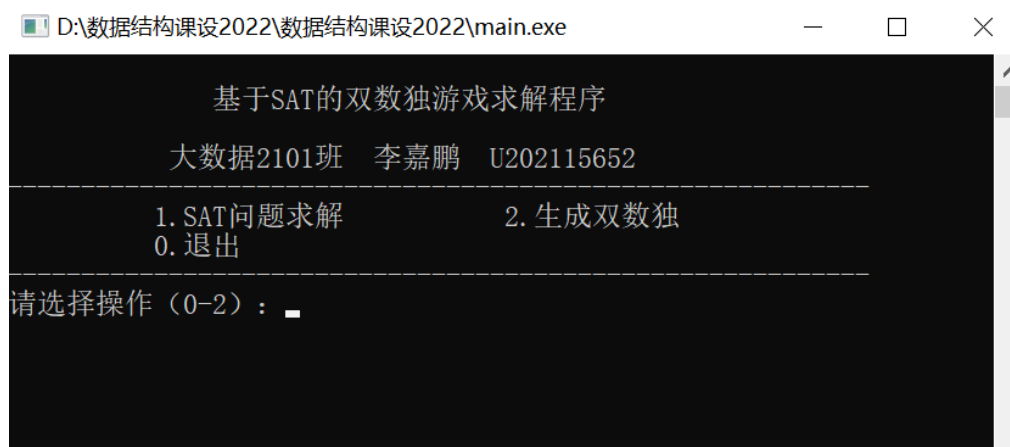 D:\数据结构课设2022\数据结构课设2022\main.exe
基于SAT的双数独游戏求解程序
大数据2101班 李嘉鹏 U202115652
------------------------------------------------------------
1.SAT问题求解 2.生成双数独
0.退出
------------------------------------------------------------
请选择操作（0-2）：